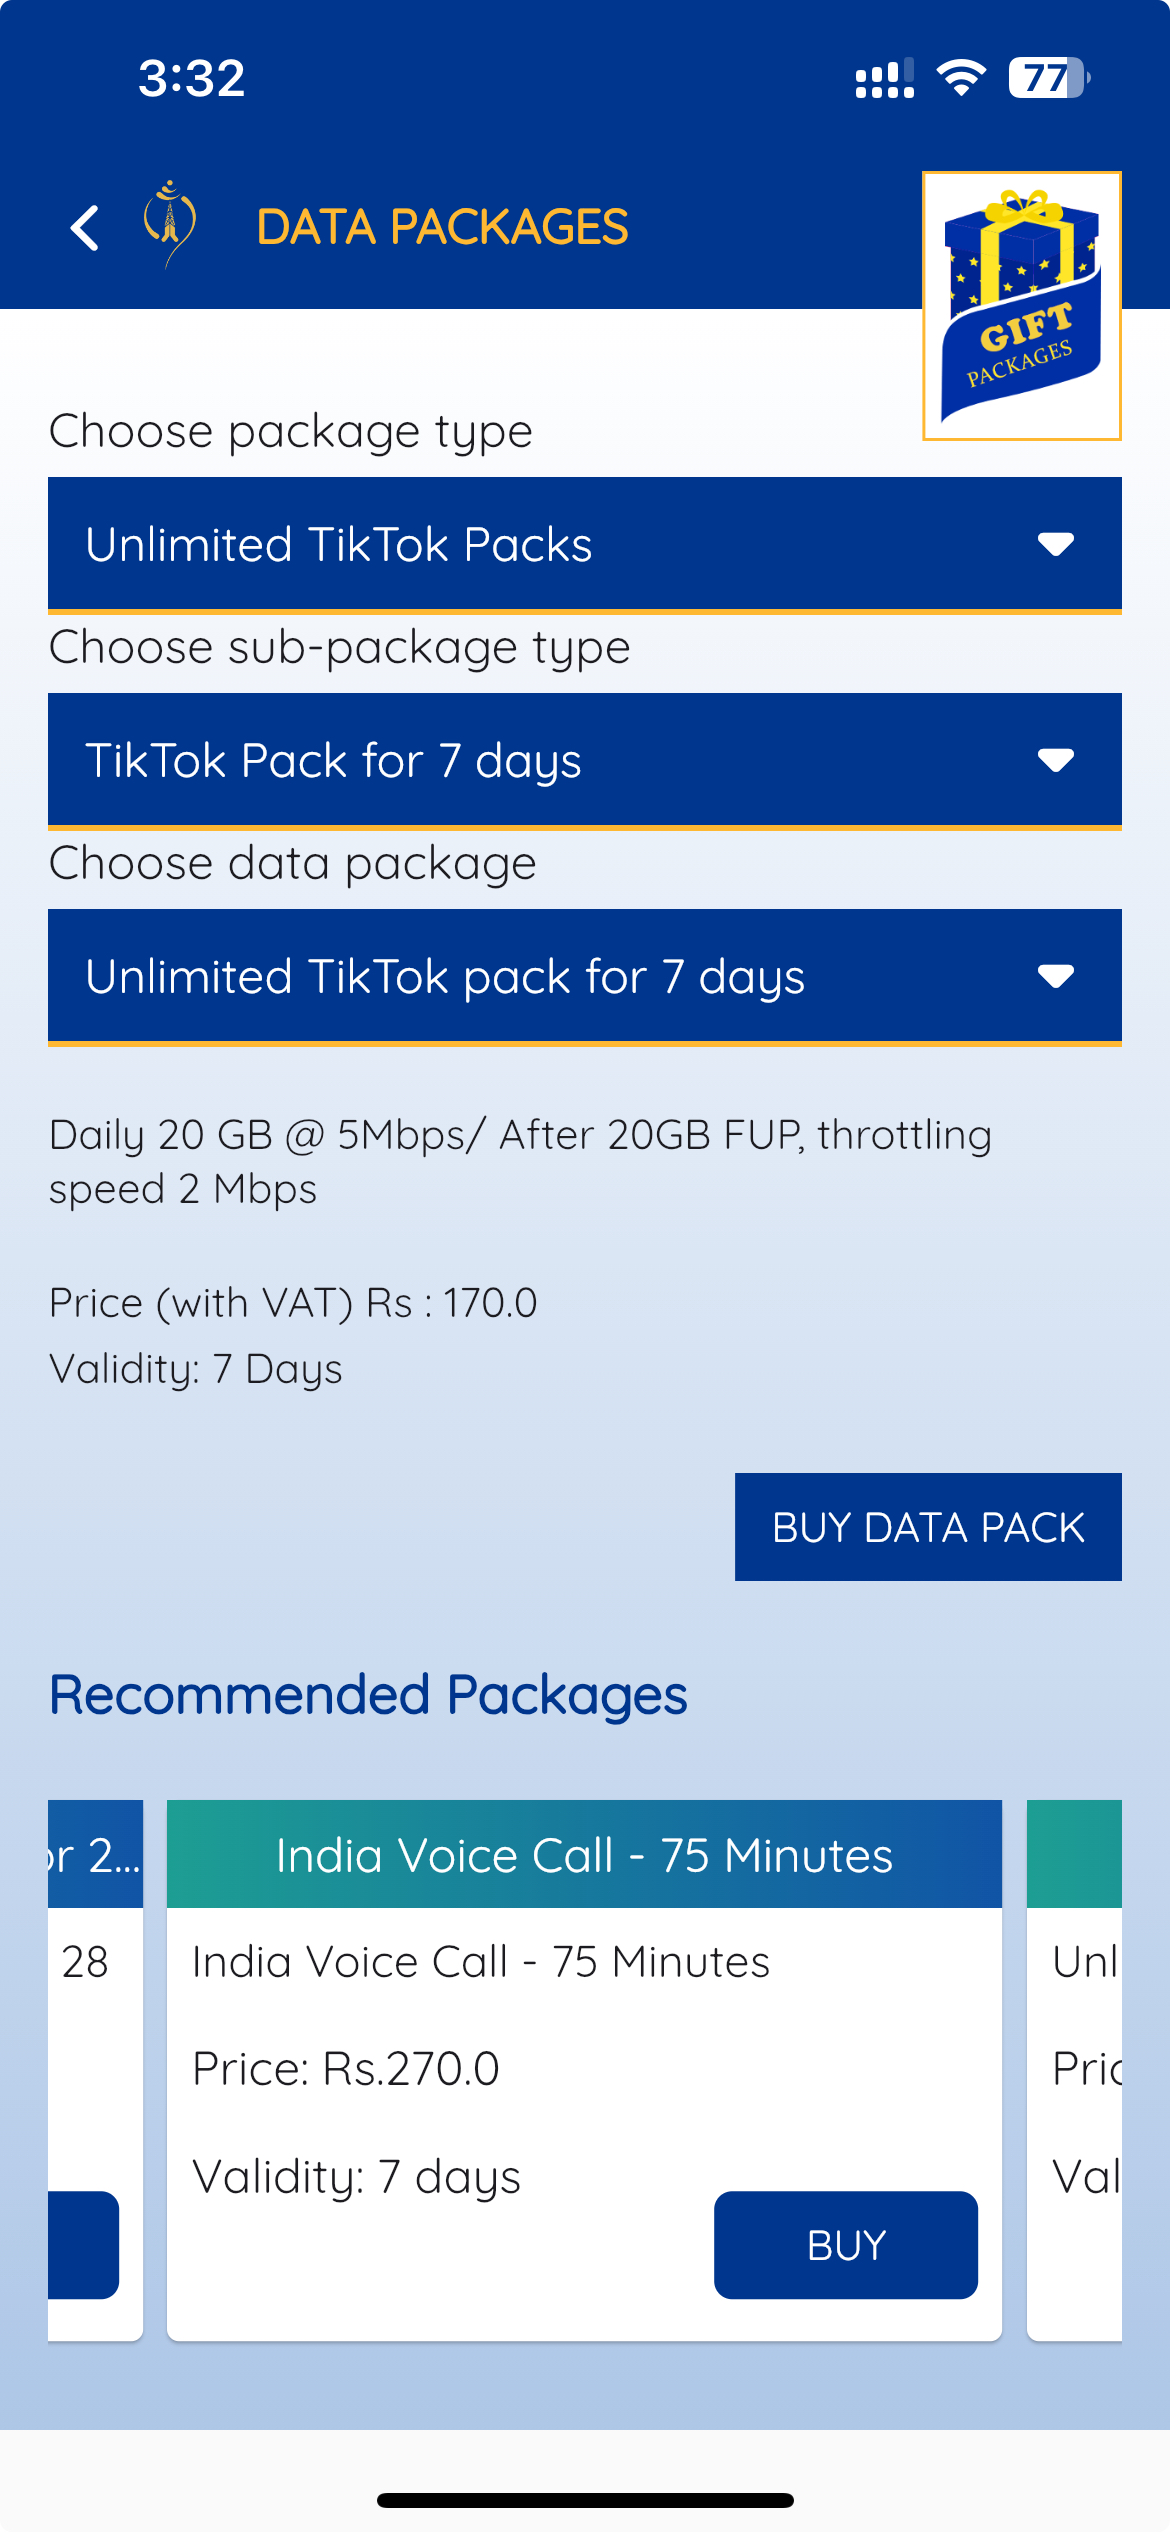 3:32
77
DATA PACKAGES
GIFT
PACKAGES
Choose package type
Unlimited TikTok Packs
Choose sub-package type
TikTok Pack for 7 days
Choose data package
Unlimited TikTok pack for 7 days
Daily 20 GB @ 5Mbps/ After 20GB FUP, throttling
speed 2 Mbps
Price (with VAT) Rs : 170.0
Validity: 7 Days
BUY DATA PACK
Recommended Packages
r 2...
India Voice Call - 75 Minutes
28
India Voice Call - 75 Minutes
Unl
Price: Rs.270.0
Pric
Validity: 7 days
Val
BUY